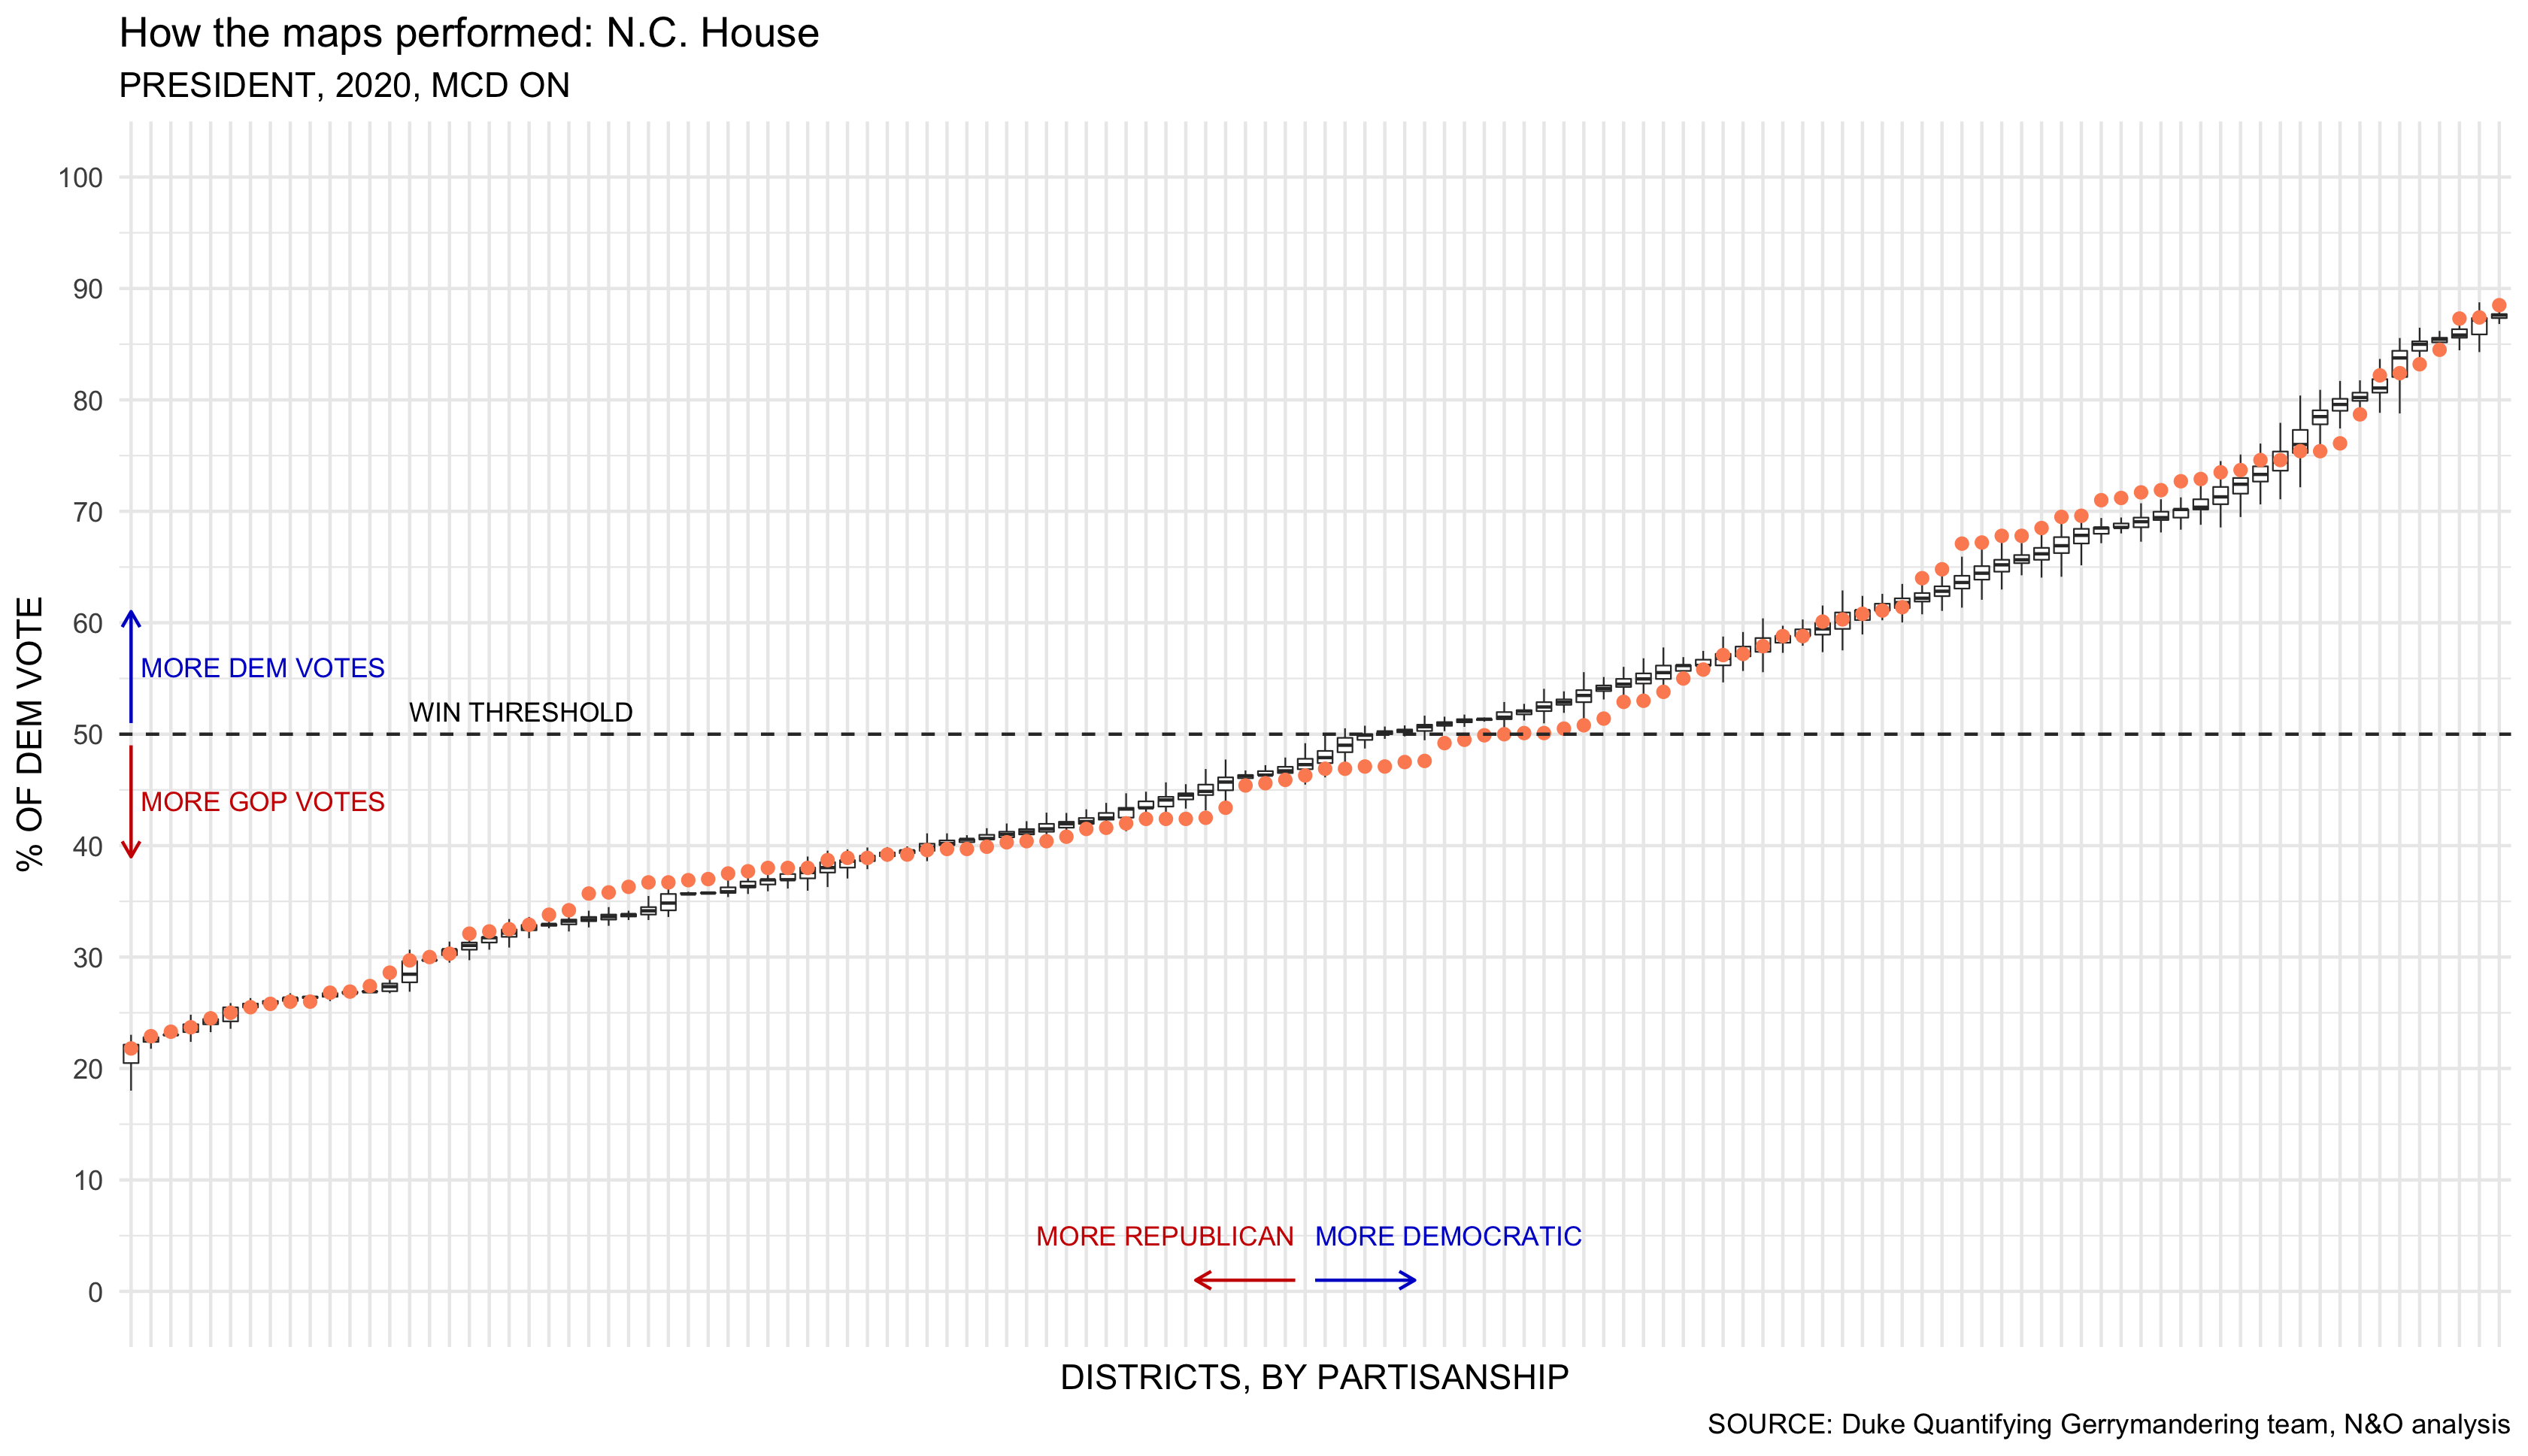 How the maps performed: N.C. House
PRESIDENT, 2020, MCD ON
100
90
80
70
60
50
40
30
20
10
0
% OF DEM VOTE
MORE DEM VOTES
WIN THRESHOLD
MORE GOP VOTES
MORE REPUBLICAN
MORE DEMOCRATIC
DISTRICTS, BY PARTISANSHIP
SOURCE: Duke Quantifying Gerrymandering team, N&O analysis